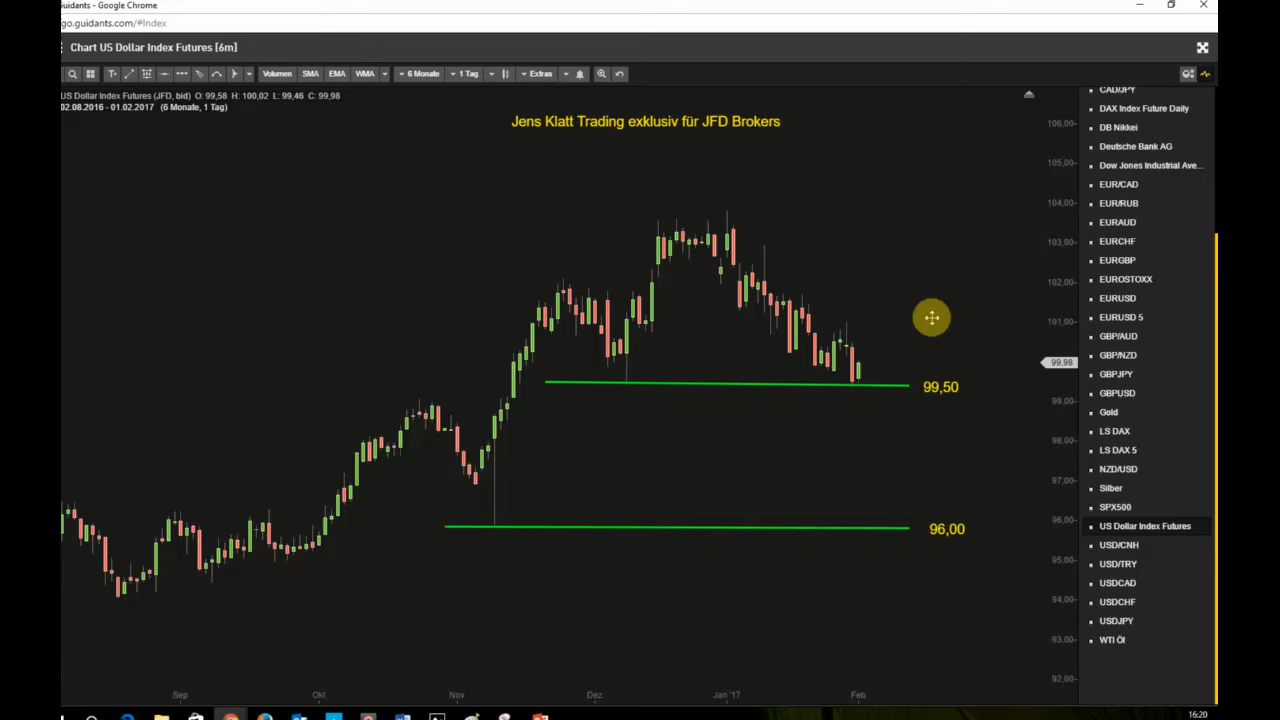 Guidants - Google Chrome
go.guidants.com/#Index
Chart US Dollar Index Futures [6m]
Volumen SMA EMA WMA 6 Monate 1 Tag Extras
US Dollar Index Futures (JFD, bid) O: 99,58 H: 100,02 L: 99,46 C: 99,98
02.08.2016 - 01.02.2017 (6 Monate, 1 Tag)
Jens Klatt Trading exklusiv für JFD Brokers
106,00
105,00
104,00
103,00
102,00
101,00
99.98
99,00
98,00
97,00
96,00
95,00
94,00
93,00
92,00
99,50
96,00
Sep Okt Nov Dez Jan '17 Feb
CAD/JPY
DAX Index Future Daily
DB Nikkei
Deutsche Bank AG
Dow Jones Industrial Ave...
EUR/CAD
EUR/RUB
EURAUD
EURCHF
EURGBP
EUROSTOXX
EURUSD
EURUSD 5
GBP/AUD
GBP/NZD
GBPJPY
GBPUSD
Gold
LS DAX
LS DAX 5
NZD/USD
Silber
SPX500
US Dollar Index Futures
USD/CNH
USD/TRY
USDCAD
USDCHF
USDJPY
WTI Öl
16:20